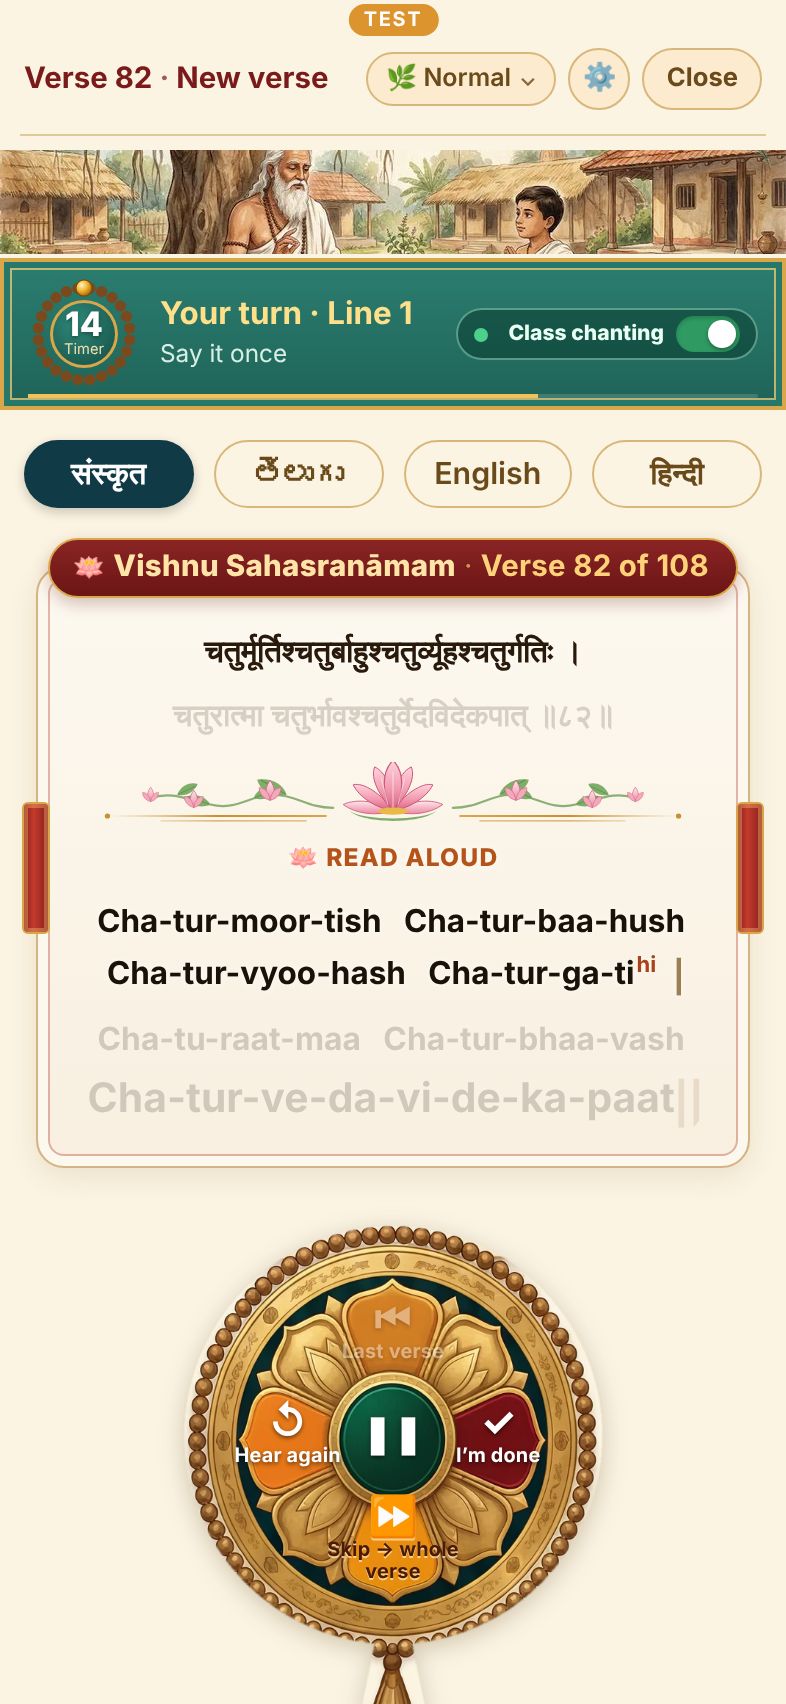 TEST
Verse 82 · New verse
🌿 Normal
Close
14
Timer
Your turn · Line 1
Say it once
Class chanting
संस्कृत
తెలుగు
English
हिन्दी
Vishnu Sahasranāmam · Verse 82 of 108
चतुर्मूर्तिश्चतुर्बाहुश्चतुर्व्यूहश्चतुर्गतिः ।
चतुरात्मा चतुर्भावश्चतुर्वेदविदेकपात् ॥८२॥
READ ALOUD
Cha-tur-moor-tish Cha-tur-baa-hush
Cha-tur-vyoo-hash Cha-tur-ga-tihi |
Cha-tu-raat-maa Cha-tur-bhaa-vash
Cha-tur-ve-da-vi-de-ka-paat||
Last verse
Hear again
I’m done
Skip → whole
verse